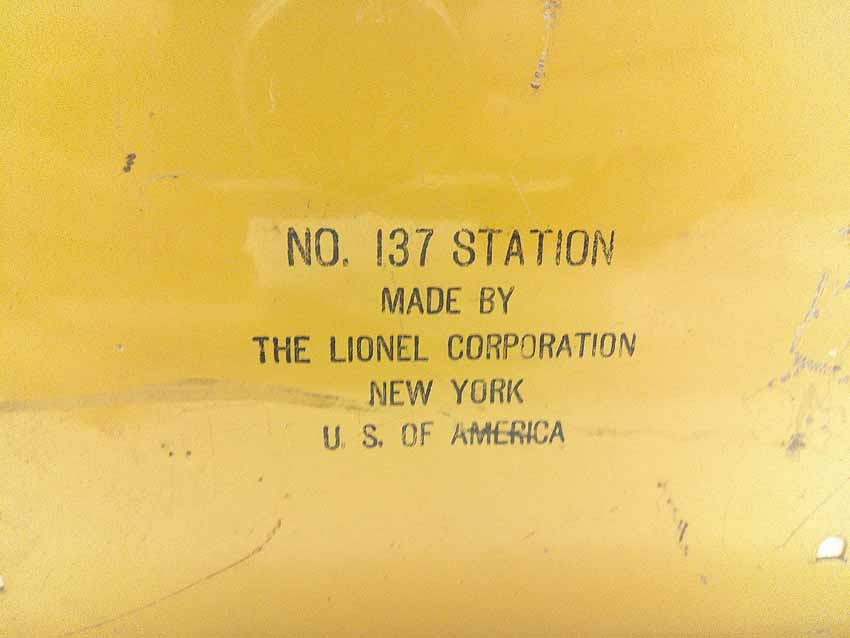 NO. 137 STATION
MADE BY
THE LIONEL CORPORATION
NEW YORK
U. S. OF AMERICA